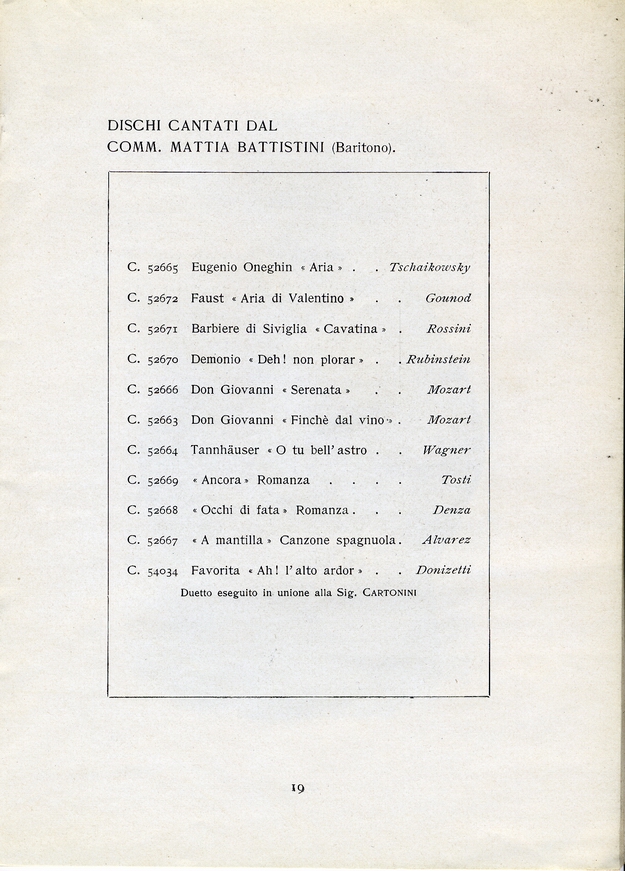 DISCHI CANTATI DAL
COMM. MATTIA BATTISTINI (Baritono).
C. 52665 Eugenio Oneghin « Aria » . . Tschaikowsky
C. 52672 Faust « Aria di Valentino » . . Gounod
C. 52671 Barbiere di Siviglia « Cavatina » . Rossini
C. 52670 Demonio « Deh! non plorar » . . Rubinstein
C. 52666 Don Giovanni « Serenata » . . Mozart
C. 52663 Don Giovanni « Finchè dal vino » . Mozart
C. 52664 Tannhäuser « O tu bell' astro . . Wagner
C. 52669 « Ancora » Romanza . . . . Tosti
C. 52668 « Occhi di fata » Romanza . . . Denza
C. 52667 « A mantilla » Canzone spagnuola . Alvarez
C. 54034 Favorita « Ah! l'alto ardor » . . Donizetti
Duetto eseguito in unione alla Sig. CARTONINI
19